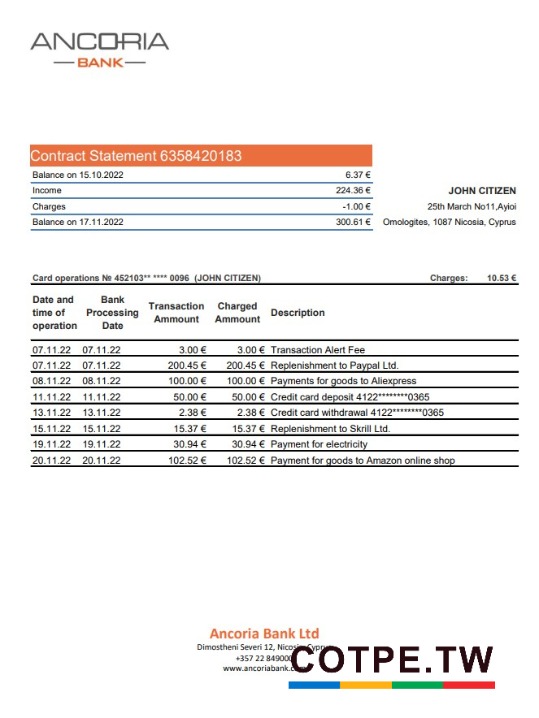 ANCORIA
BANK
Contract Statement 6358420183
Balance on 15.10.2022 6.37 €
Income 224.36 € JOHN CITIZEN
Charges -1.00 € 25th March No11,Ayioi
Balance on 17.11.2022 300.61 € Omologites, 1087 Nicosia, Cyprus
Card operations № 452103** **** 0096 (JOHN CITIZEN) Charges: 10.53 €
Date and time of operation Bank Processing Date Transaction Ammount Charged Ammount Description
07.11.22 07.11.22 3.00 € 3.00 € Transaction Alert Fee
07.11.22 07.11.22 200.45 € 200.45 € Replenishment to Paypal Ltd.
08.11.22 08.11.22 100.00 € 100.00 € Payments for goods to Aliexpress
11.11.22 11.11.22 50.00 € 50.00 € Credit card deposit 4122********0365
13.11.22 13.11.22 2.38 € 2.38 € Credit card withdrawal 4122********0365
15.11.22 15.11.22 15.37 € 15.37 € Replenishment to Skrill Ltd.
19.11.22 19.11.22 30.94 € 30.94 € Payment for electricity
20.11.22 20.11.22 102.52 € 102.52 € Payment for goods to Amazon online shop
Ancoria Bank Ltd
Dimostheni Severi 12, Nicosia, Cyprus
+357 22 849000
www.ancoriabank.com
COTPE.TW